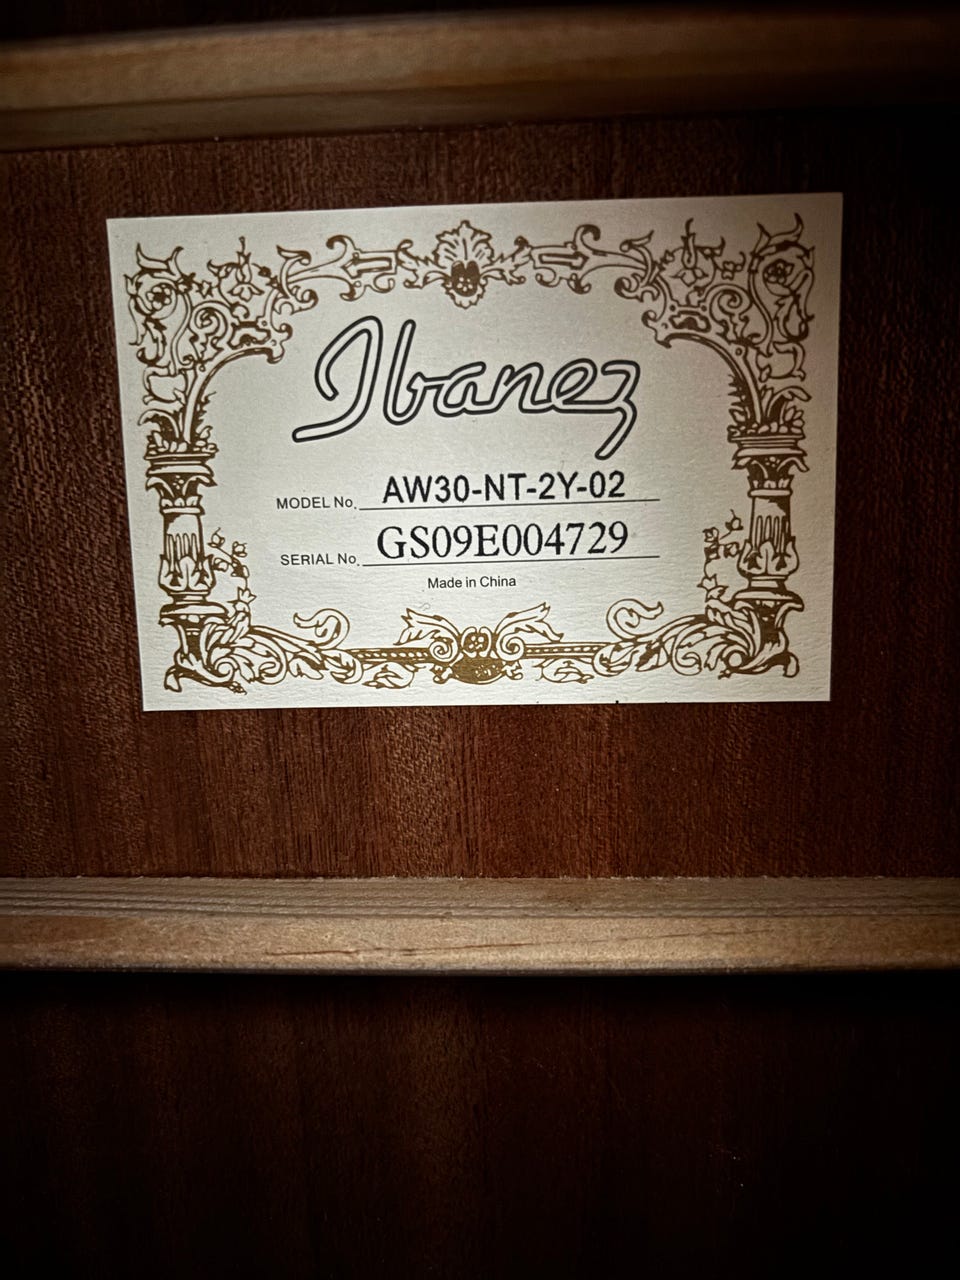 Ibanez
MODEL No. AW30-NT-2Y-02
SERIAL No. GS09E004729
Made in China